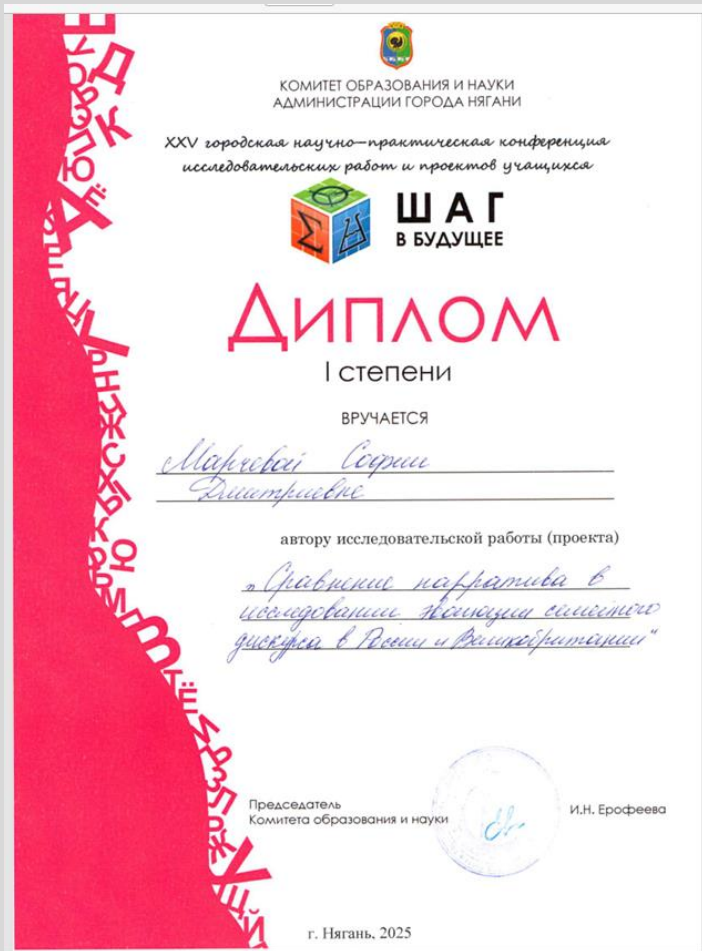 КОМИТЕТ ОБРАЗОВАНИЯ И НАУКИ
АДМИНИСТРАЦИИ ГОРОДА НЯГАНИ
XXV городская научно-практическая конференция
исследовательских работ и проектов учащихся
ШАГ
В БУДУЩЕЕ
ДИПЛОМ
I степени
ВРУЧАЕТСЯ
Марчевой Софии
Дмитриевне
автору исследовательской работы (проекта)
"Сравнение нарратива в
исследовании эволюции семейного
дискурса в России и Великобритании"
Председатель
Комитета образования и науки
И.Н. Ерофеева
г. Нягань, 2025